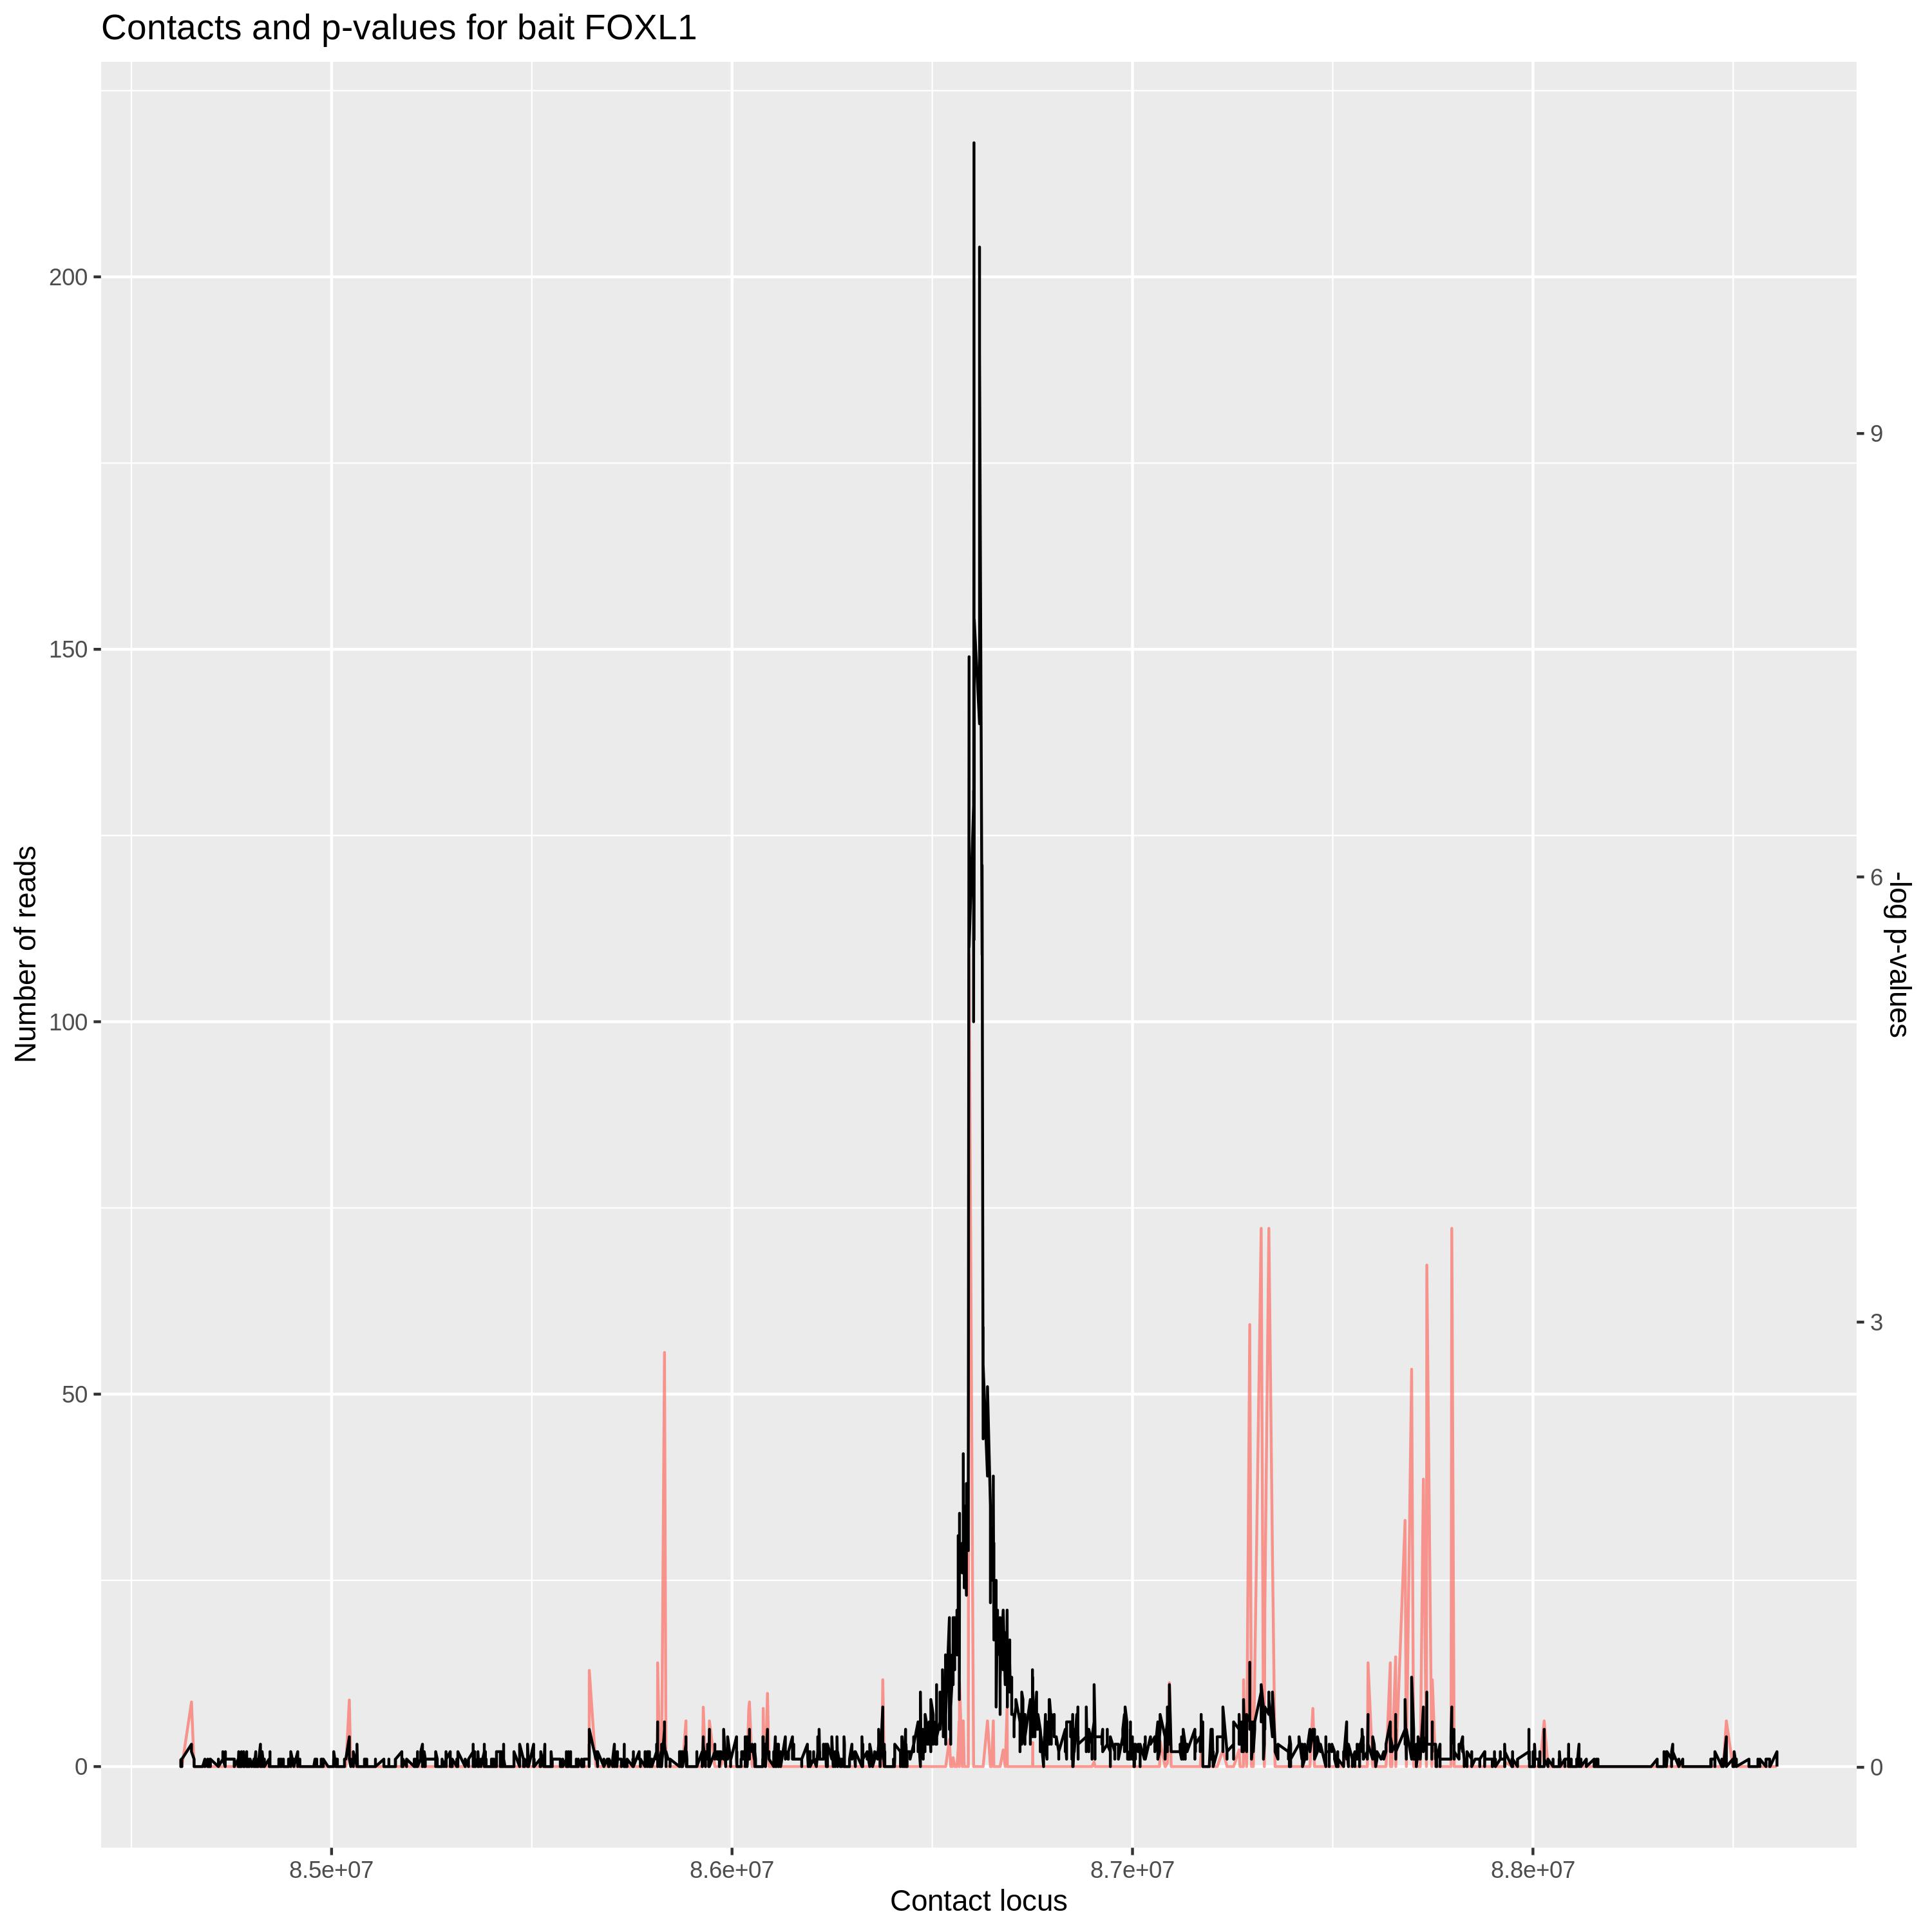 Contacts and p-values for bait FOXL1
200
150
100
50
0
Number of reads
9
6
3
0
-log p-values
8.5e+07
8.6e+07
8.7e+07
8.8e+07
Contact locus